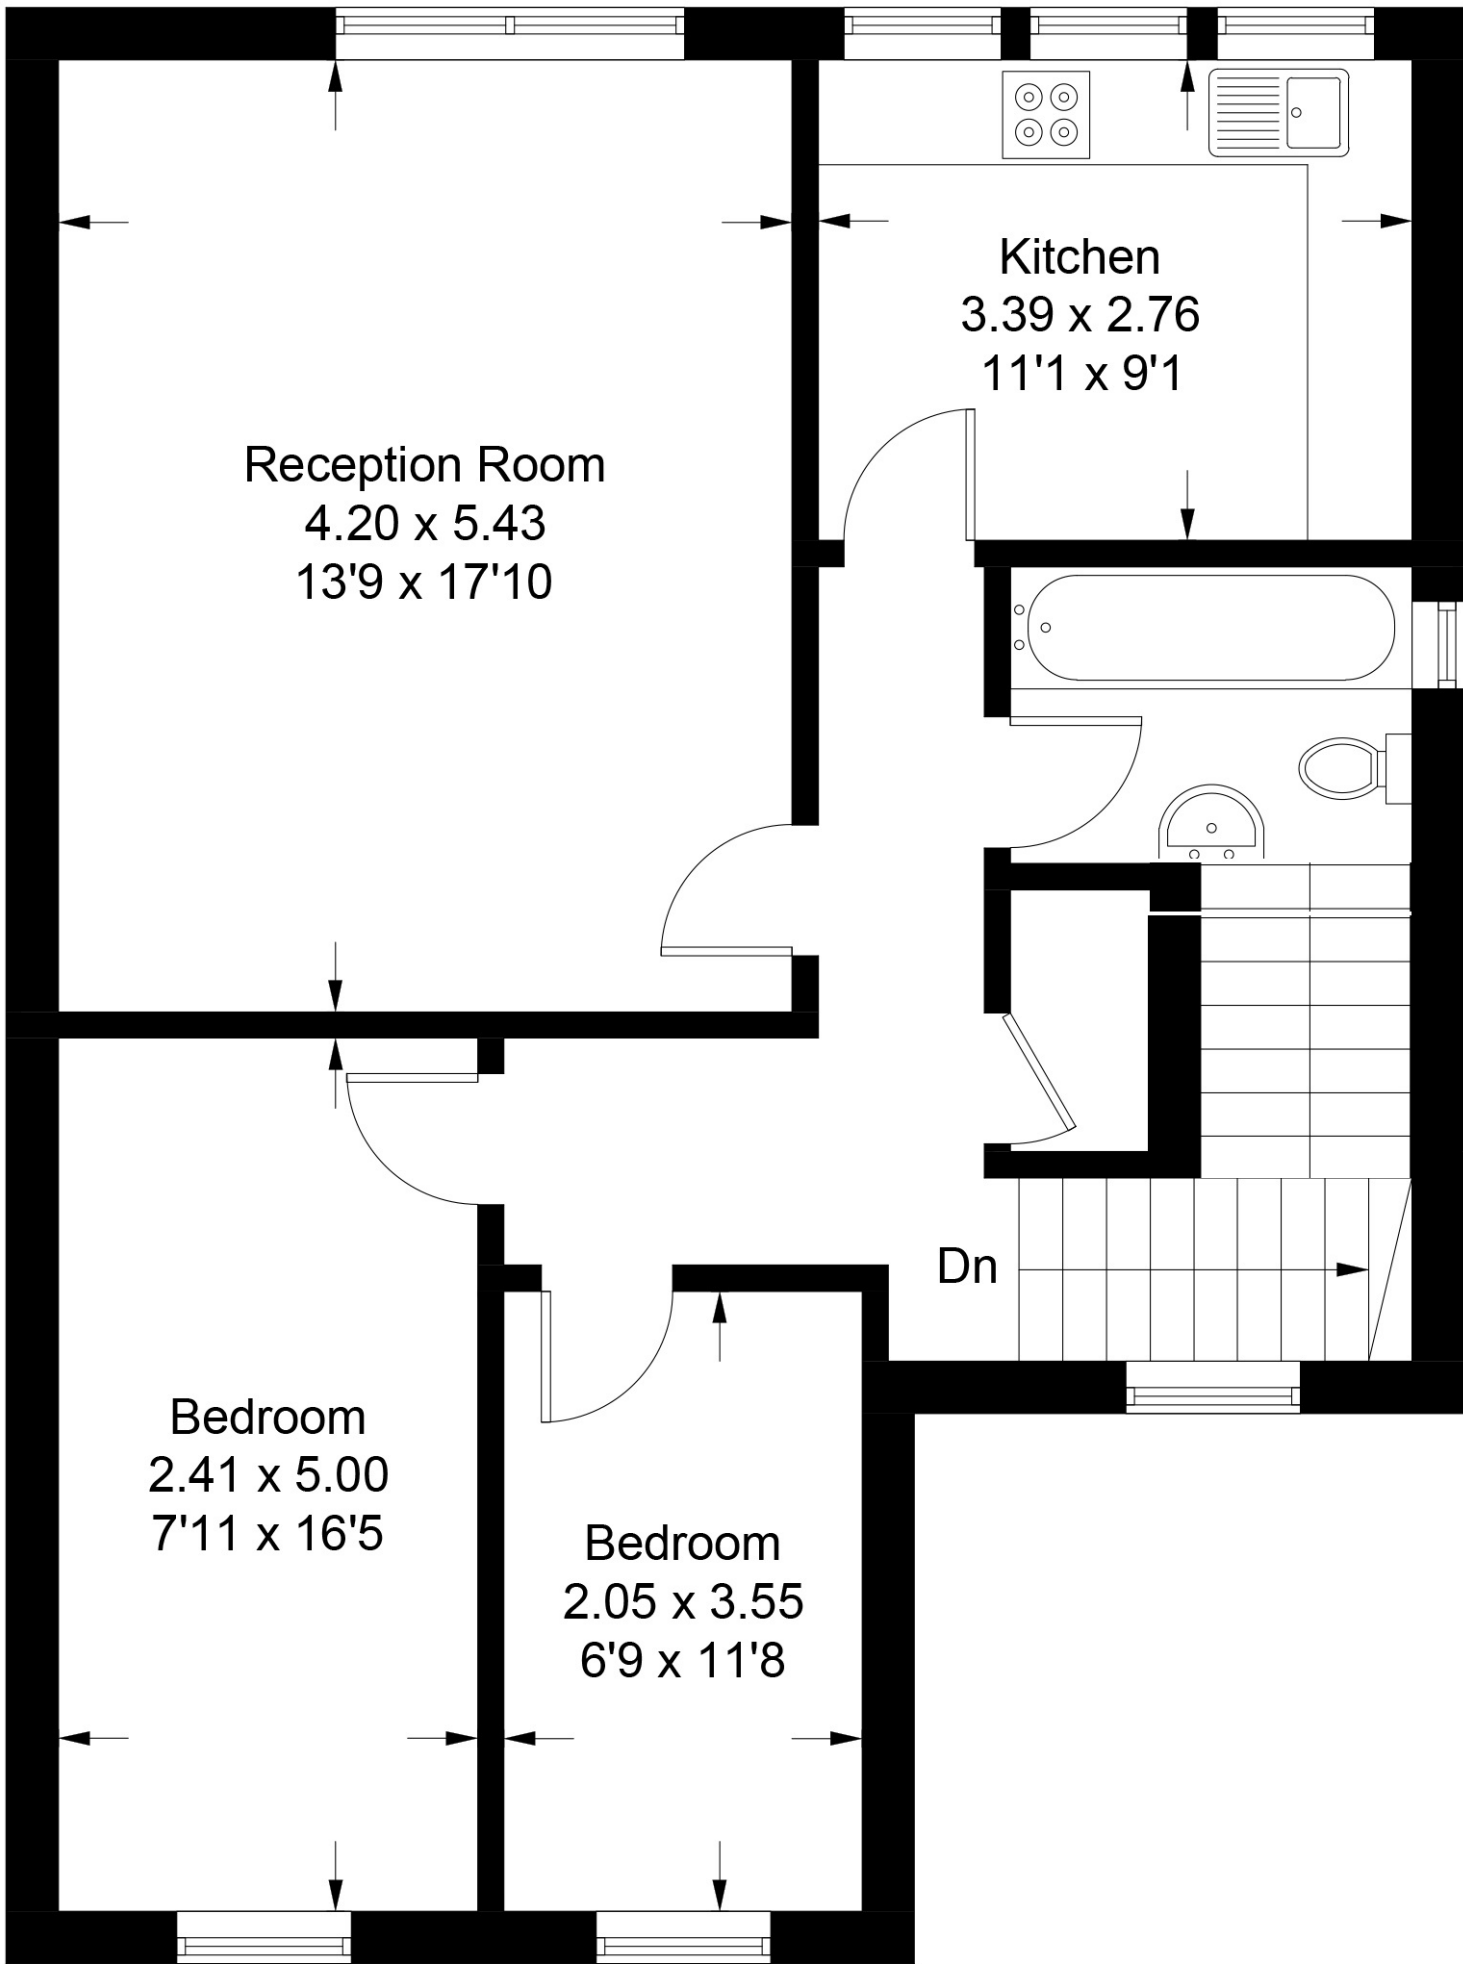 Kitchen
3.39 x 2.76
11'1 x 9'1
Reception Room
4.20 x 5.43
13'9 x 17'10
Dn
Bedroom
2.41 x 5.00
7'11 x 16'5
Bedroom
2.05 x 3.55
6'9 x 11'8